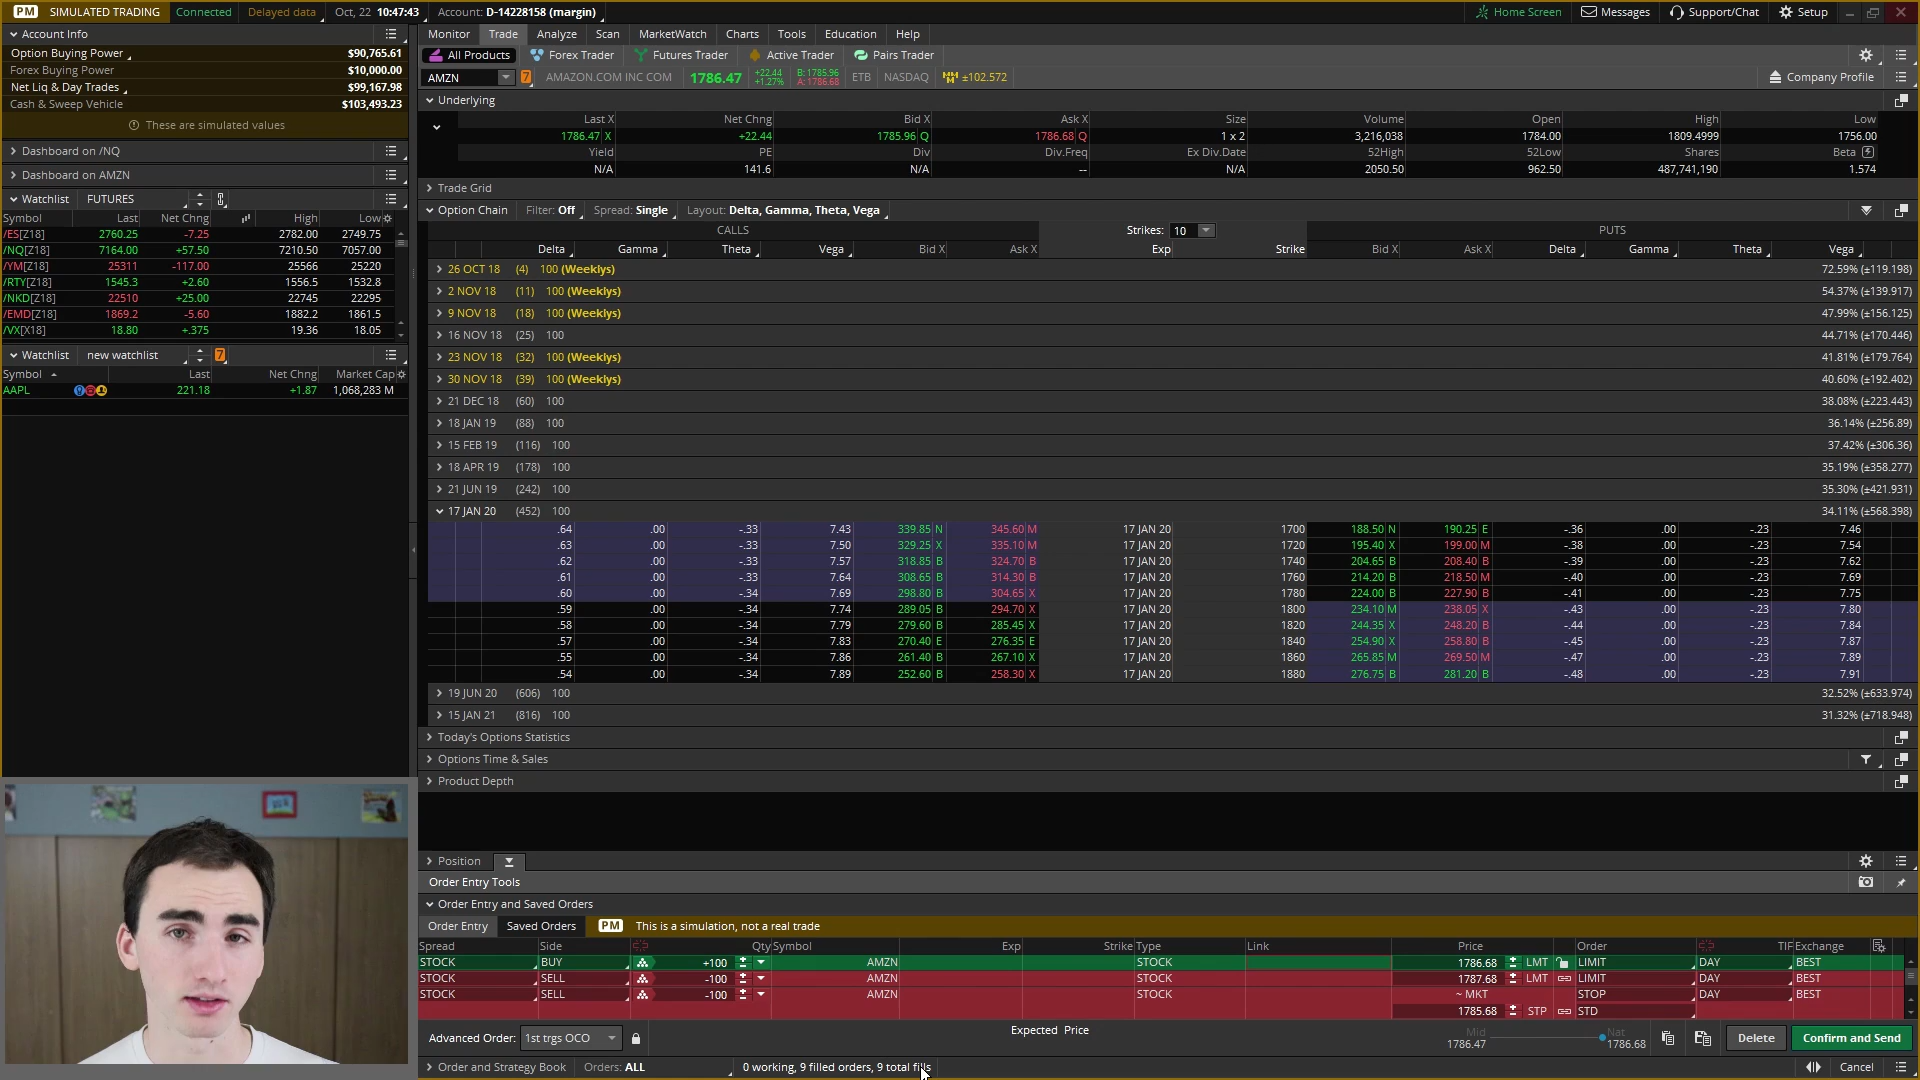 PM SIMULATED TRADING Connected Delayed data Oct, 22 10:47:43 Account: D-14228158 (margin) Home Screen Messages Support/Chat Setup
Account Info
Option Buying Power $90,765.61
Forex Buying Power $10,000.00
Net Liq & Day Trades $99,167.98
Cash & Sweep Vehicle $103,493.23
These are simulated values
Dashboard on /NQ
Dashboard on AMZN
Watchlist FUTURES
Symbol Last Net Chng High Low
/ES[Z18] 2760.25 -7.25 2782.00 2749.75
/NQ[Z18] 7164.00 +57.50 7210.50 7057.00
/YM[Z18] 25311 -117.00 25566 25220
/RTY[Z18] 1545.3 +2.60 1556.5 1532.8
/NKD[Z18] 22510 +25.00 22745 22295
/EMD[Z18] 1869.2 -5.60 1882.2 1861.5
/VX[X18] 18.80 +.375 19.36 18.05
Watchlist new watchlist 7
Symbol Last Net Chng Market Cap
AAPL 221.18 +1.87 1,068,283 M
Monitor Trade Analyze Scan MarketWatch Charts Tools Education Help
All Products Forex Trader Futures Trader Active Trader Pairs Trader
AMZN 7 AMAZON.COM INC COM 1786.47 +22.44 +1.27% B: 1785.96 A: 1786.68 ETB NASDAQ ±102.572 Company Profile
Underlying
Last X Net Chng Bid X Ask X Size Volume Open High Low
1786.47 X +22.44 1785.96 Q 1786.68 Q 1 x 2 3,216,038 1784.00 1809.4999 1756.00
Yield PE Div Div.Freq Ex Div.Date 52High 52Low Shares Beta
N/A 141.6 N/A -- N/A 2050.50 962.50 487,741,190 1.574
Trade Grid
Option Chain Filter: Off Spread: Single Layout: Delta, Gamma, Theta, Vega
CALLS Strikes: 10 PUTS
Delta Gamma Theta Vega Bid X Ask X Exp Strike Bid X Ask X Delta Gamma Theta Vega
26 OCT 18 (4) 100 (Weeklys) 72.59% (±119.198)
2 NOV 18 (11) 100 (Weeklys) 54.37% (±139.917)
9 NOV 18 (18) 100 (Weeklys) 47.99% (±156.125)
16 NOV 18 (25) 100 44.71% (±170.446)
23 NOV 18 (32) 100 (Weeklys) 41.81% (±179.764)
30 NOV 18 (39) 100 (Weeklys) 40.60% (±192.402)
21 DEC 18 (60) 100 38.08% (±223.443)
18 JAN 19 (88) 100 36.14% (±256.89)
15 FEB 19 (116) 100 37.42% (±306.36)
18 APR 19 (178) 100 35.19% (±358.277)
21 JUN 19 (242) 100 35.30% (±421.931)
17 JAN 20 (452) 100 34.11% (±568.398)
.64 .00 -.33 7.43 339.85 N 345.60 M 17 JAN 20 1700 188.50 N 190.25 E -.36 .00 -.23 7.46
.63 .00 -.33 7.50 329.25 X 335.10 M 17 JAN 20 1720 195.40 X 199.00 M -.38 .00 -.23 7.54
.62 .00 -.33 7.57 318.85 B 324.70 B 17 JAN 20 1740 204.65 B 208.40 B -.39 .00 -.23 7.62
.61 .00 -.33 7.64 308.65 B 314.30 B 17 JAN 20 1760 214.20 B 218.50 M -.40 .00 -.23 7.69
.60 .00 -.34 7.69 298.80 B 304.65 X 17 JAN 20 1780 224.00 B 227.90 B -.41 .00 -.23 7.75
.59 .00 -.34 7.74 289.05 B 294.70 X 17 JAN 20 1800 234.10 M 238.05 X -.43 .00 -.23 7.80
.58 .00 -.34 7.79 279.60 B 285.45 X 17 JAN 20 1820 244.35 X 248.20 B -.44 .00 -.23 7.84
.57 .00 -.34 7.83 270.40 E 276.35 E 17 JAN 20 1840 254.90 X 258.80 B -.45 .00 -.23 7.87
.55 .00 -.34 7.86 261.40 B 267.10 X 17 JAN 20 1860 265.85 M 269.50 M -.47 .00 -.23 7.89
.54 .00 -.34 7.89 252.60 B 258.30 X 17 JAN 20 1880 276.75 B 281.20 B -.48 .00 -.23 7.91
19 JUN 20 (606) 100 32.52% (±633.974)
15 JAN 21 (816) 100 31.32% (±718.948)
Today's Options Statistics
Options Time & Sales
Product Depth
Position
Order Entry Tools
Order Entry and Saved Orders
Order Entry Saved Orders PM This is a simulation, not a real trade
Spread Side Qty Symbol Exp Strike Type Link Price Order TIF Exchange
STOCK BUY +100 AMZN STOCK 1786.68 LMT LIMIT DAY BEST
STOCK SELL -100 AMZN STOCK 1787.68 LMT LIMIT DAY BEST
STOCK SELL -100 AMZN STOCK ~ MKT STOP DAY BEST
1785.68 STP STD
Advanced Order: 1st trgs OCO Expected Price Mid 1786.47 Nat 1786.68 Delete Confirm and Send
Order and Strategy Book Orders: ALL 0 working, 9 filled orders, 9 total fills Cancel